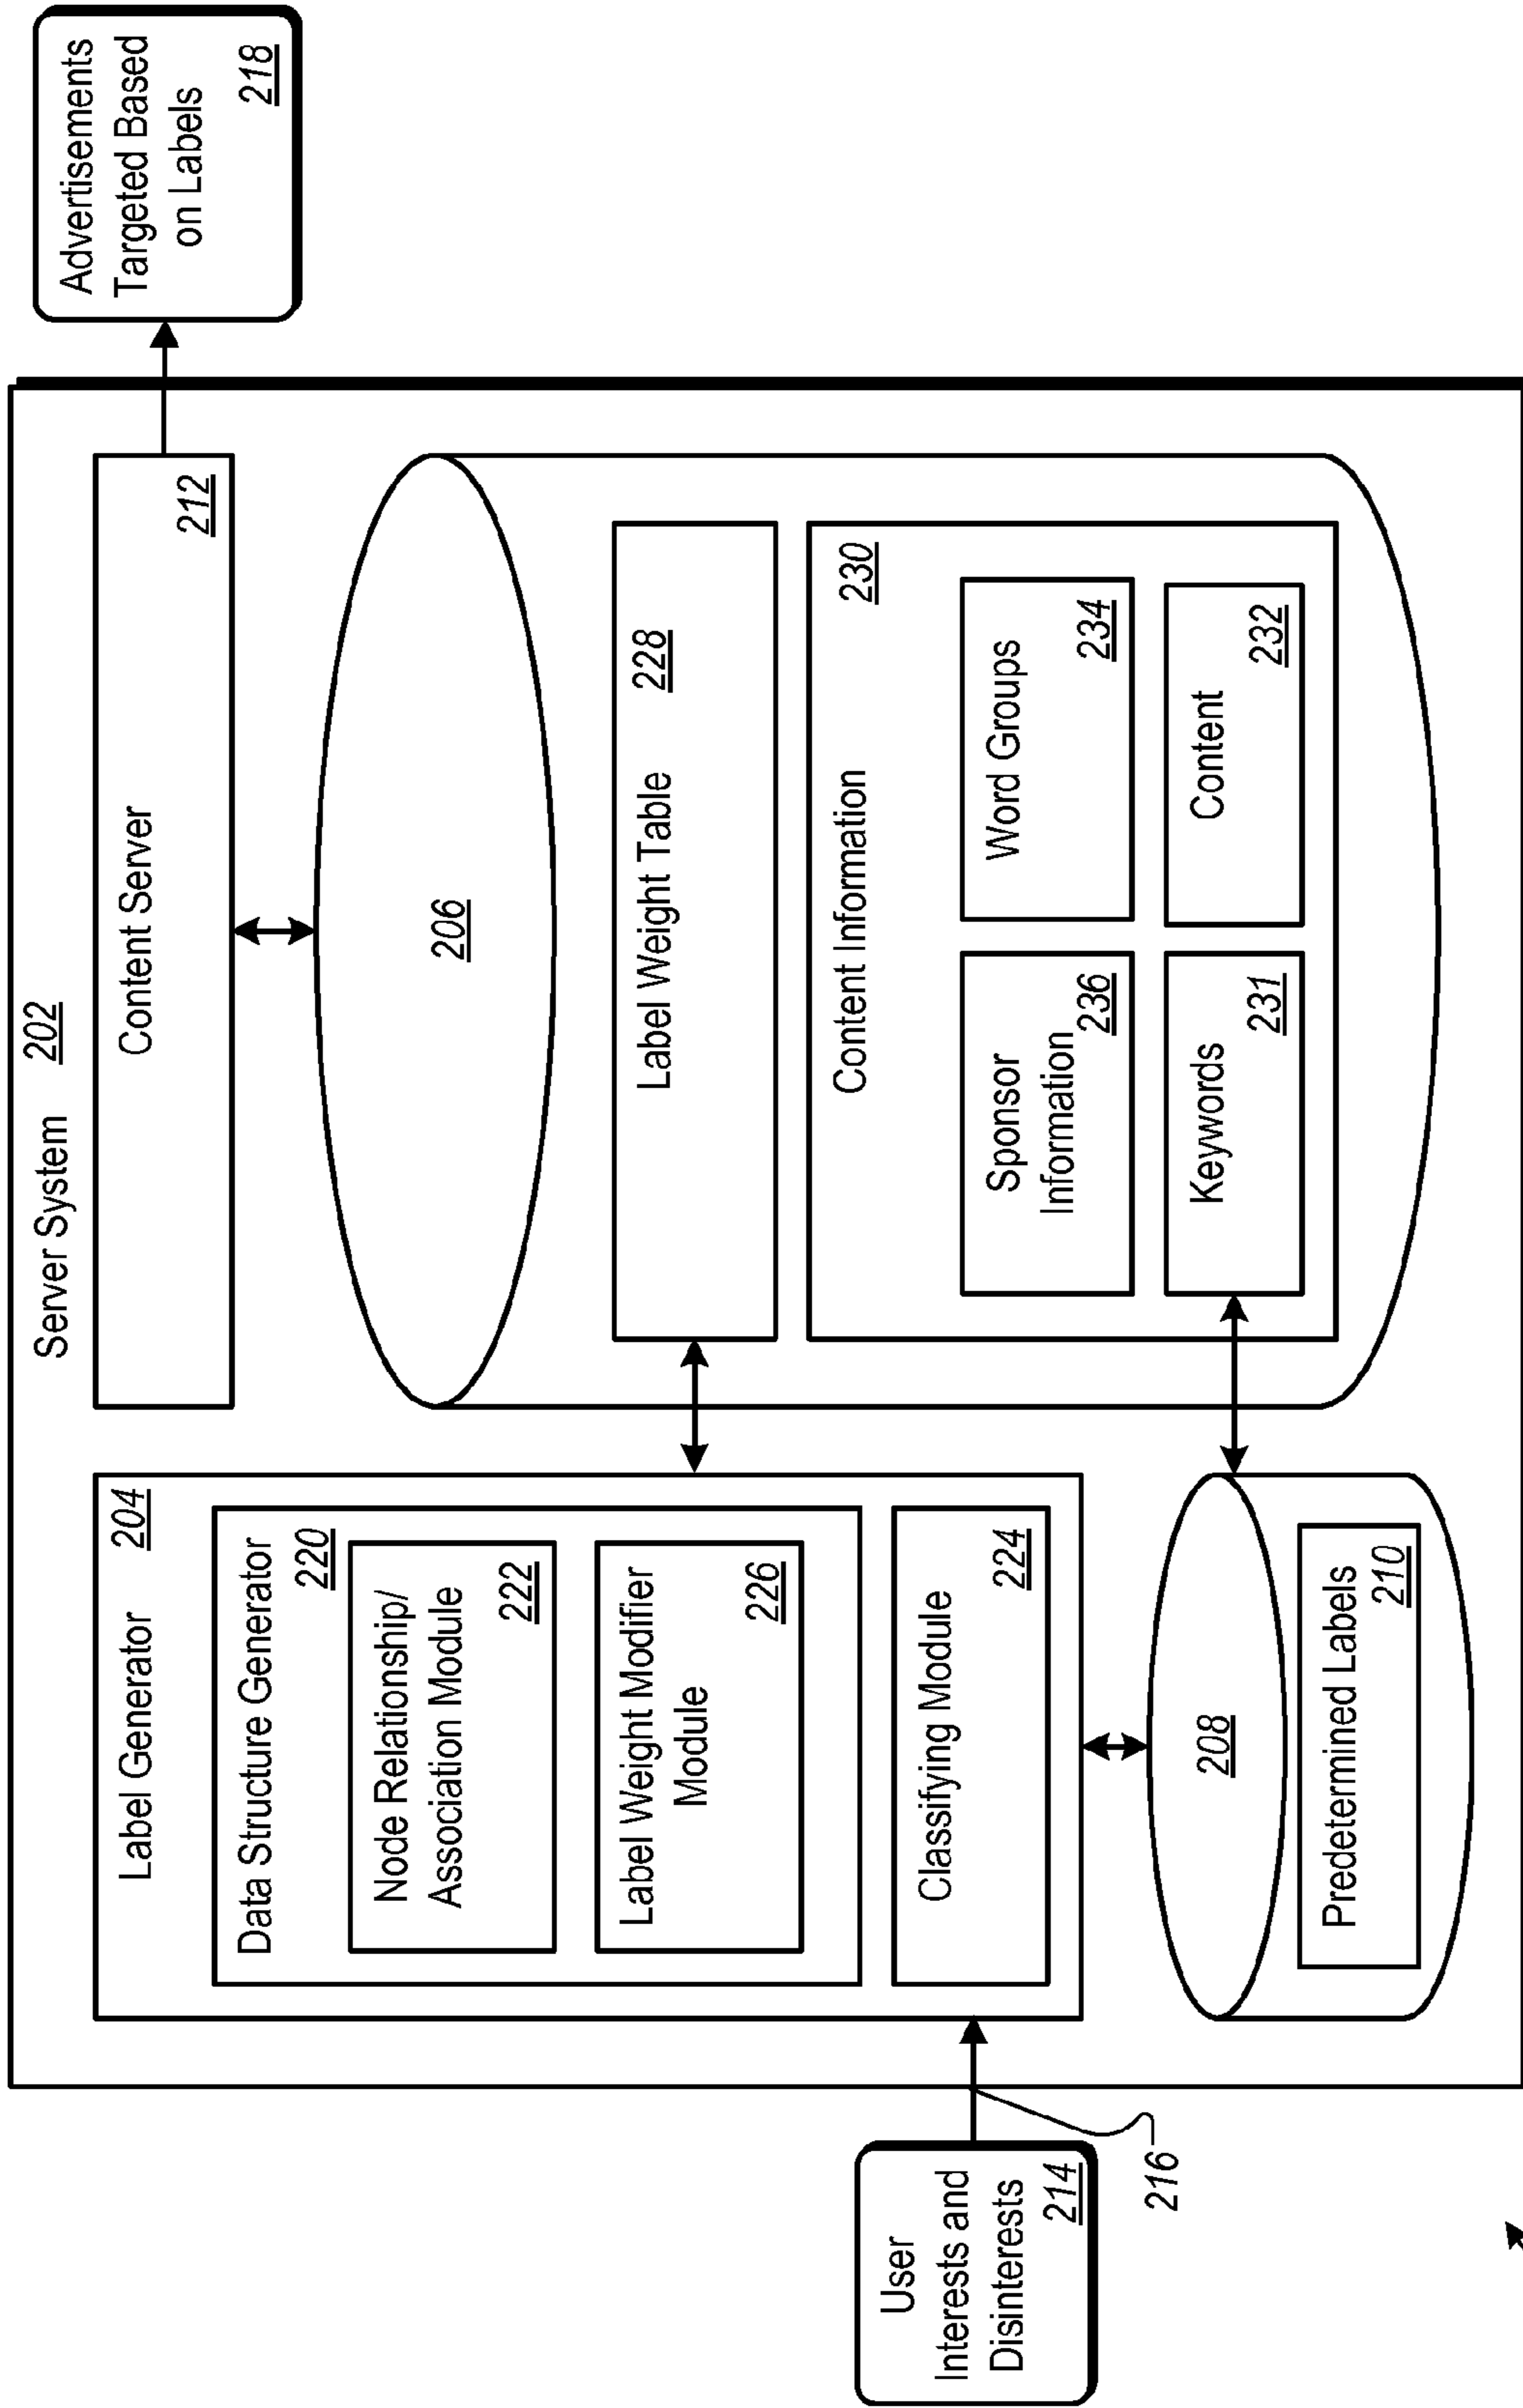 Server System 202
Label Generator 204
Data Structure Generator
220
Node Relationship/
Association Module
222
Label Weight Modifier
Module
226
Classifying Module
224
208
Predetermined Labels
210
Content Server
212
206
Label Weight Table 228
Content Information 230
Sponsor
Information
236
Word Groups
234
Keywords
231
Content
232
User
Interests and
Disinterests
214
216
Advertisements
Targeted Based
on Labels
218